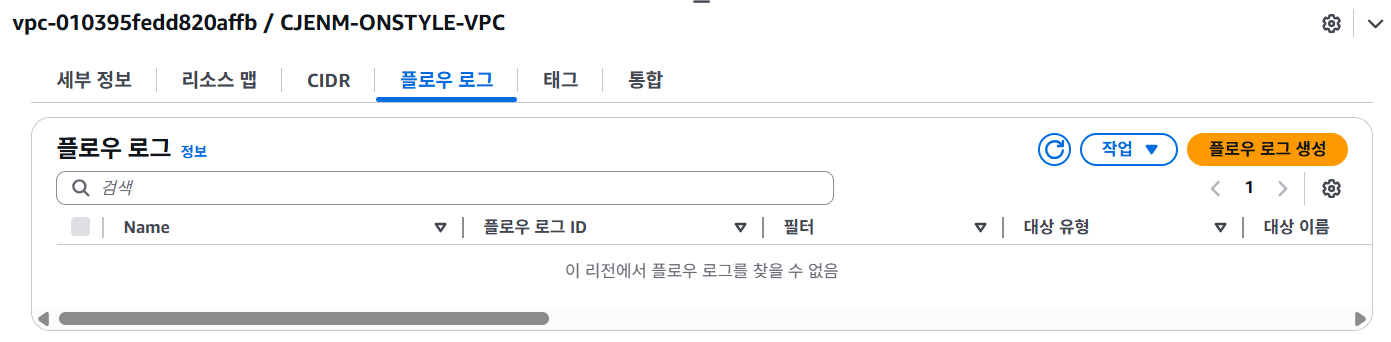 vpc-010395fedd820affb / CJENM-ONSTYLE-VPC
세부 정보 리소스 맵 CIDR 플로우 로그 태그 통합
플로우 로그 정보 작업 플로우 로그 생성
검색 1
Name 플로우 로그 ID 필터 대상 유형 대상 이름
이 리전에서 플로우 로그를 찾을 수 없음